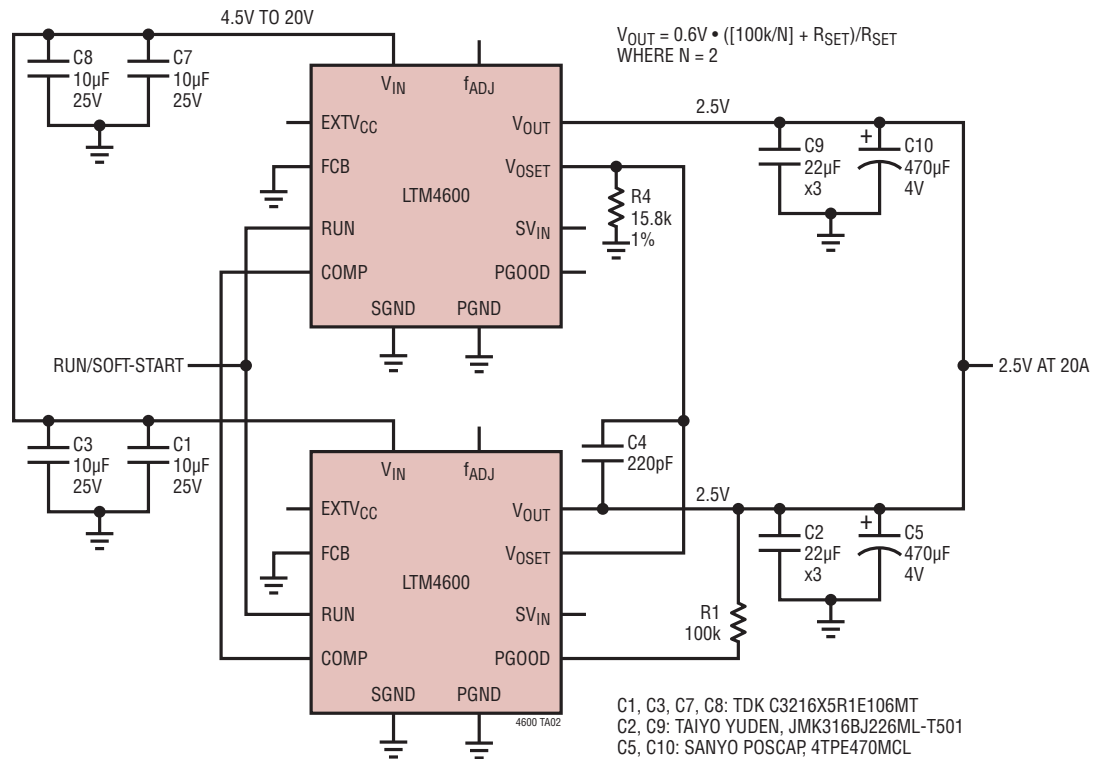 4.5V TO 20V
V_OUT = 0.6V • ([100k/N] + R_SET)/R_SET
WHERE N = 2
C8
10µF
25V
C7
10µF
25V
V_IN
f_ADJ
EXTV_CC
FCB
RUN
COMP
LTM4600
V_OUT
V_OSET
SV_IN
PGOOD
SGND
PGND
2.5V
R4
15.8k
1%
C9
22µF
x3
+
C10
470µF
4V
RUN/SOFT-START
2.5V AT 20A
C3
10µF
25V
C1
10µF
25V
V_IN
f_ADJ
EXTV_CC
FCB
RUN
COMP
LTM4600
V_OUT
V_OSET
SV_IN
PGOOD
SGND
PGND
C4
220pF
2.5V
C2
22µF
x3
+
C5
470µF
4V
R1
100k
4600 TA02
C1, C3, C7, C8: TDK C3216X5R1E106MT
C2, C9: TAIYO YUDEN, JMK316BJ226ML-T501
C5, C10: SANYO POSCAP, 4TPE470MCL